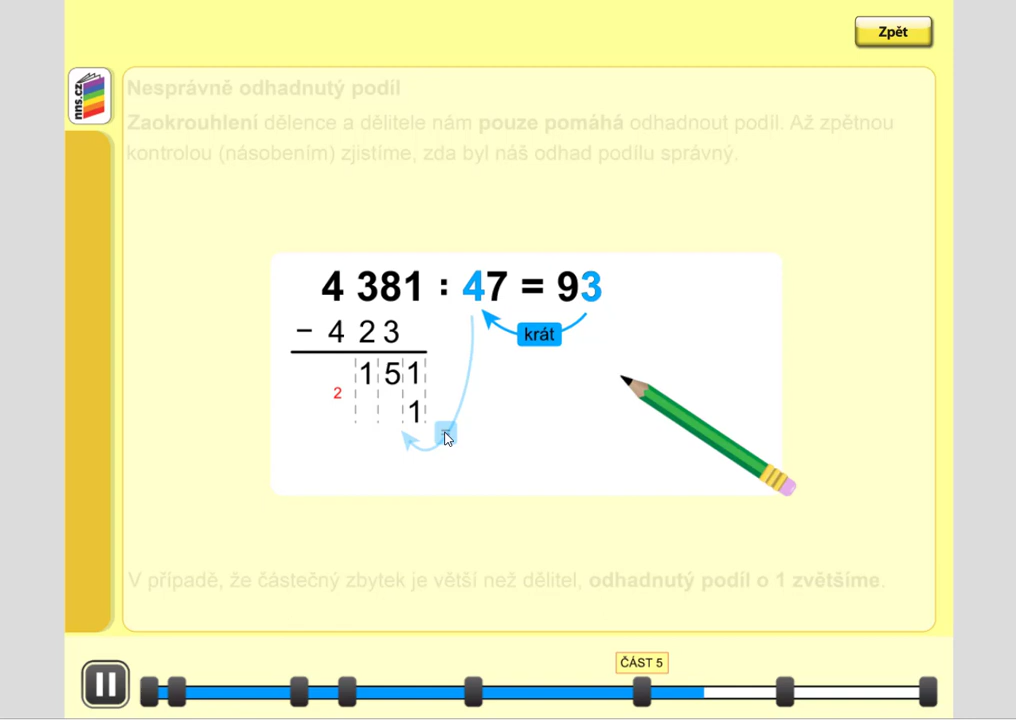 Zpět
nns.cz
Nesprávně odhadnutý podíl
Zaokrouhlení dělence a dělitele nám pouze pomáhá odhadnout podíl. Až zpětnou
kontrolou (násobením) zjistíme, zda byl náš odhad podílu správný.
4 381 : 47 = 93
− 4 2 3
krát
1 5 1
2
1
V případě, že částečný zbytek je větší než dělitel, odhadnutý podíl o 1 zvětšíme.
ČÁST 5